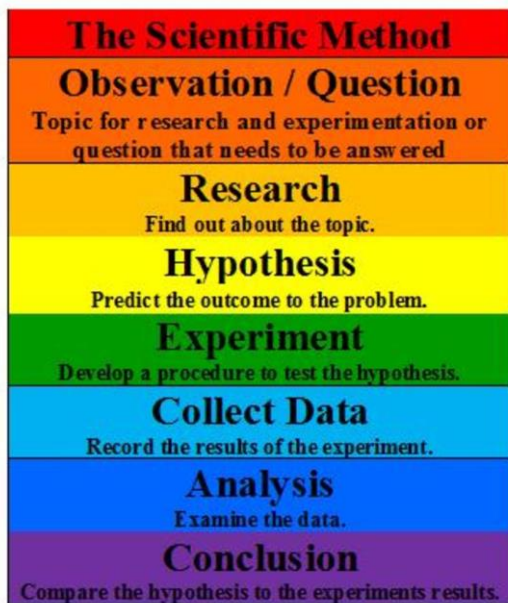 The Scientific Method
Observation / Question
Topic for research and experimentation or
question that needs to be answered
Research
Find out about the topic.
Hypothesis
Predict the outcome to the problem.
Experiment
Develop a procedure to test the hypothesis.
Collect Data
Record the results of the experiment.
Analysis
Examine the data.
Conclusion
Compare the hypothesis to the experiments results.